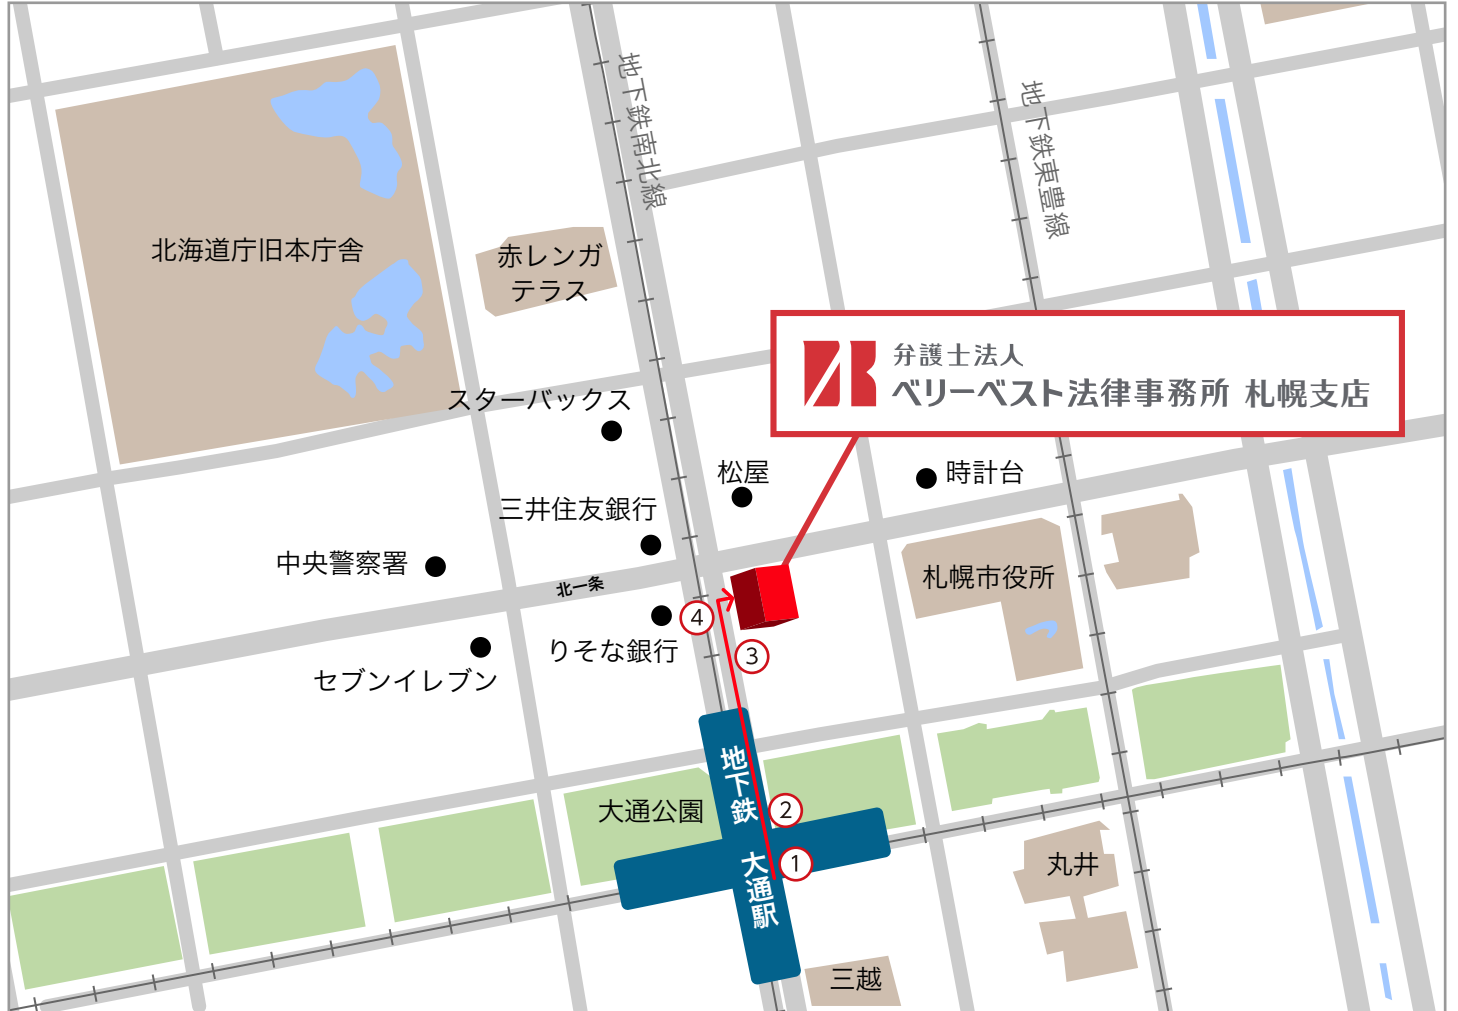 地下鉄南北線
地下鉄東豊線
北海道庁旧本庁舎
赤レンガ
テラス
弁護士法人
ベリーベスト法律事務所 札幌支店
スターバックス
松屋
時計台
三井住友銀行
中央警察署
北一条
札幌市役所
4
りそな銀行
3
セブンイレブン
地下鉄 大通駅
大通公園
2
1
丸井
三越